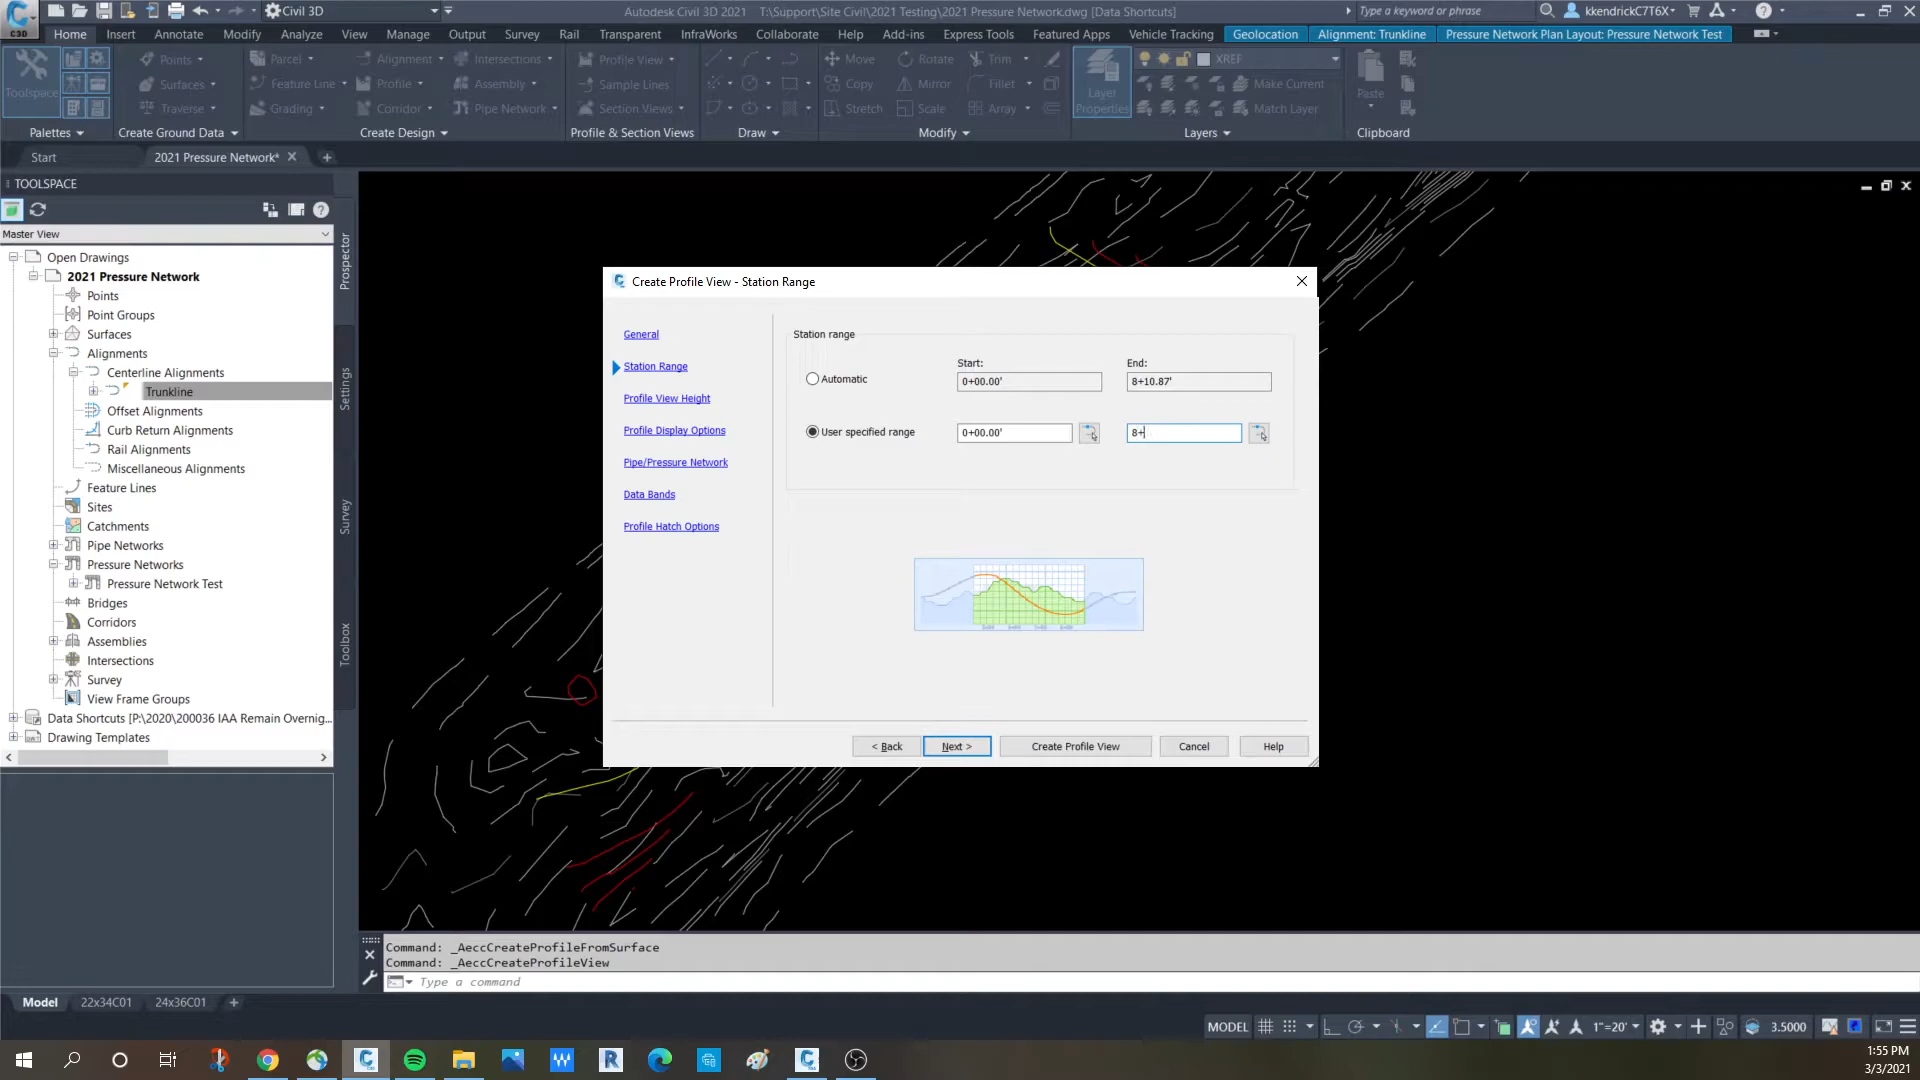 Civil 3D
Autodesk Civil 3D 2021 T:\Support\Site Civil\2021 Testing\2021 Pressure Network.dwg [Data Shortcuts]
Type a keyword or phrase
kkendrickC7T6X
C3D
Home Insert Annotate Modify Analyze View Manage Output Survey Rail Transparent InfraWorks Collaborate Help Add-ins Express Tools Featured Apps Vehicle Tracking Geolocation Alignment: Trunkline Pressure Network Plan Layout: Pressure Network Test
Toolspace
Points
Surfaces
Traverse
Parcel
Feature Line
Grading
Alignment
Profile
Corridor
Intersections
Assembly
Pipe Network
Profile View
Sample Lines
Section Views
Move
Copy
Stretch
Rotate
Mirror
Scale
Trim
Fillet
Array
Layer
Properties
XREF
Make Current
Match Layer
Paste
Palettes Create Ground Data Create Design Profile & Section Views Draw Modify Layers Clipboard
Start 2021 Pressure Network*
TOOLSPACE
Master View
Open Drawings
2021 Pressure Network
Points
Point Groups
Surfaces
Alignments
Centerline Alignments
Trunkline
Offset Alignments
Curb Return Alignments
Rail Alignments
Miscellaneous Alignments
Feature Lines
Sites
Catchments
Pipe Networks
Pressure Networks
Pressure Network Test
Bridges
Corridors
Assemblies
Intersections
Survey
View Frame Groups
Data Shortcuts [P:\2020\200036 IAA Remain Overnig...
Drawing Templates
Prospector
Settings
Survey
Toolbox
Create Profile View - Station Range
General
Station Range
Profile View Height
Profile Display Options
Pipe/Pressure Network
Data Bands
Profile Hatch Options
Station range
Start: End:
Automatic 0+00.00' 8+10.87'
User specified range 0+00.00' 8+
< Back Next > Create Profile View Cancel Help
Command: _AeccCreateProfileFromSurface
Command: _AeccCreateProfileView
Type a command
Model 22x34C01 24x36C01
MODEL 1"=20' 3.5000
1:55 PM
3/3/2021